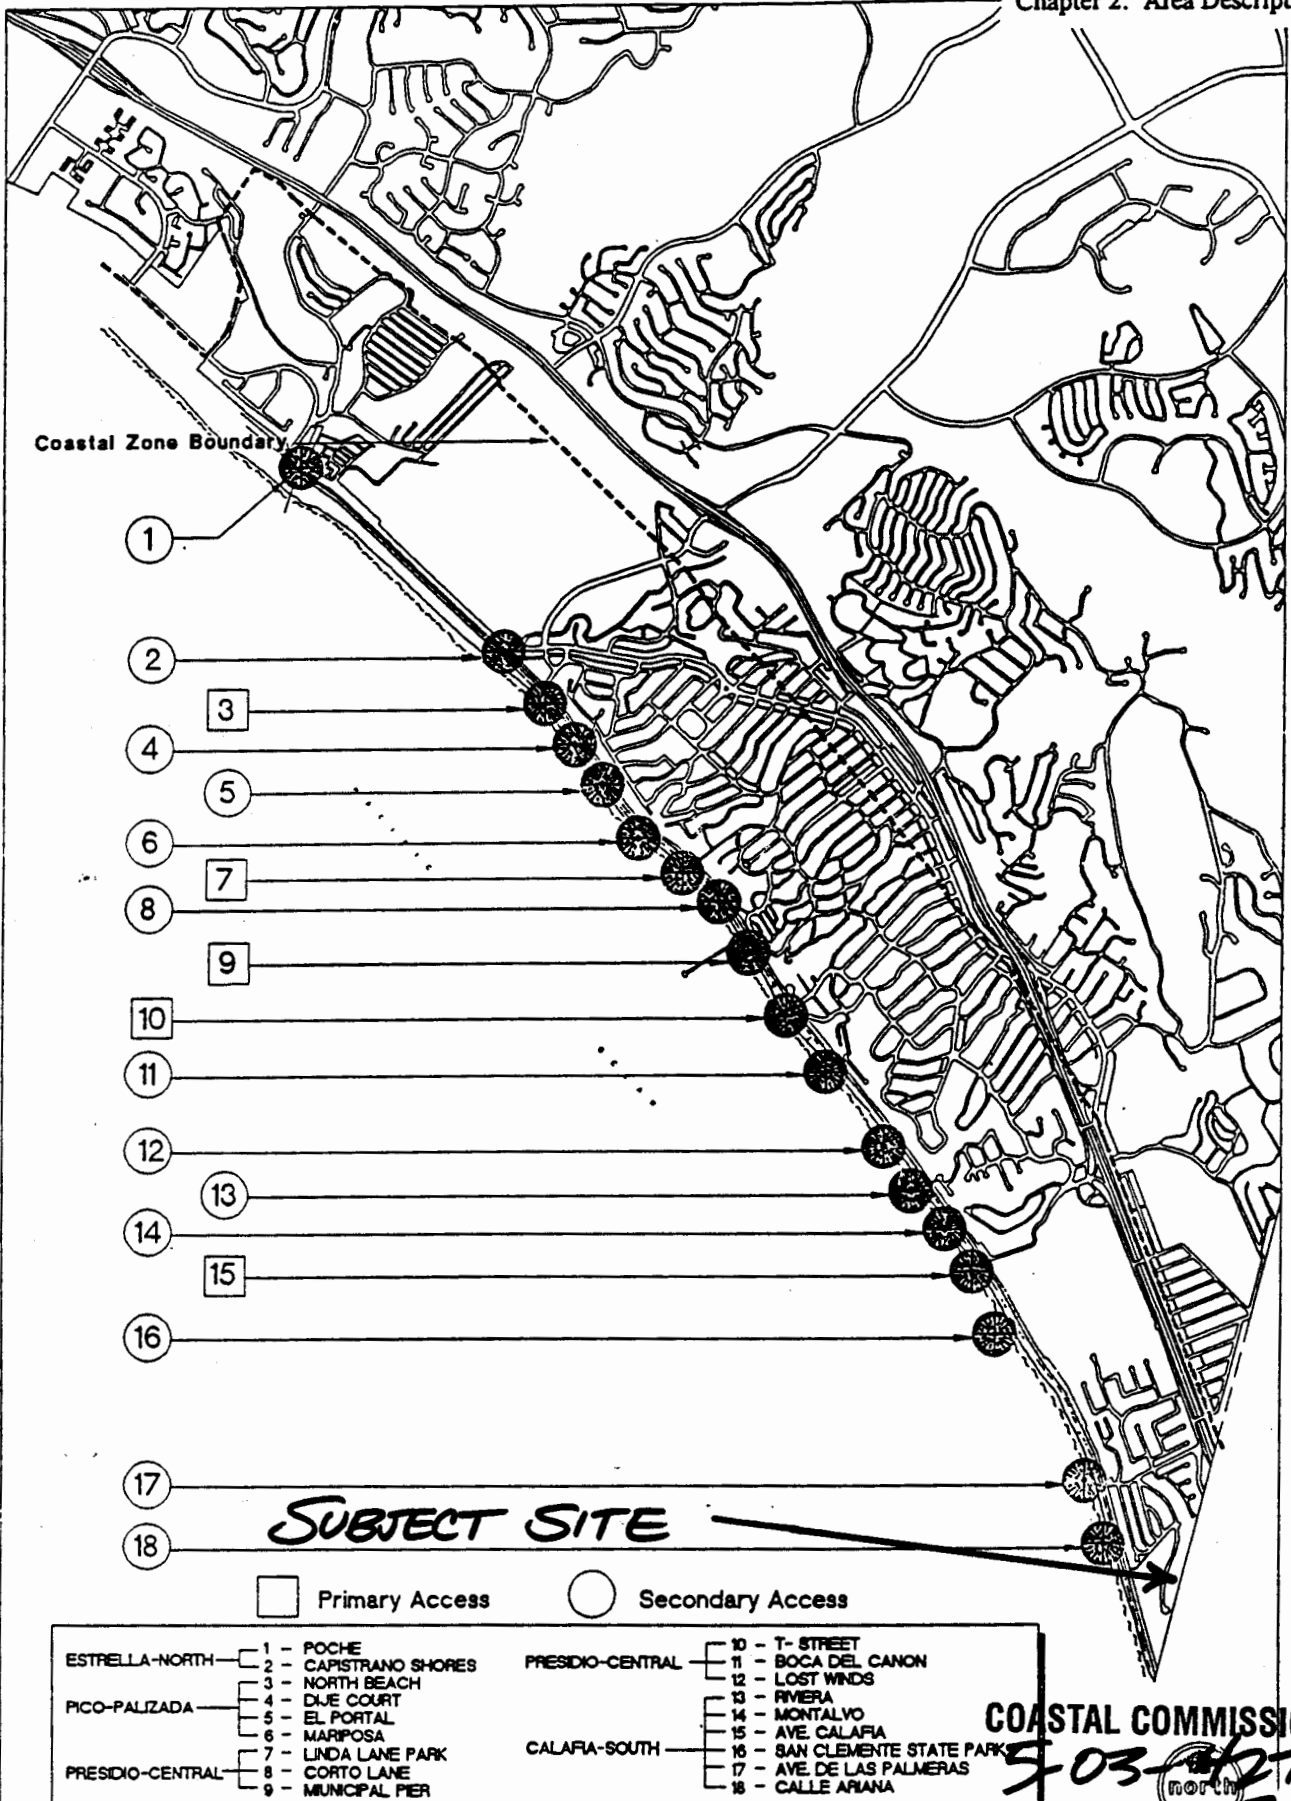 Chapter 2. Area Descript
Coastal Zone Boundary
1
2
3
4
5
6
7
8
9
10
11
12
13
14
15
16
17
18
SUBJECT SITE
Primary Access
Secondary Access
ESTRELLA-NORTH
1 - POCHE
2 - CAPISTRANO SHORES
PICO-PALIZADA
3 - NORTH BEACH
4 - DIJE COURT
5 - EL PORTAL
6 - MARIPOSA
PRESIDIO-CENTRAL
7 - LINDA LANE PARK
8 - CORTO LANE
9 - MUNICIPAL PIER
PRESIDIO-CENTRAL
10 - T-STREET
11 - BOCA DEL CANON
12 - LOST WINDS
CALAFIA-SOUTH
13 - RIVIERA
14 - MONTALVO
15 - AVE. CALAFIA
16 - SAN CLEMENTE STATE PARK
17 - AVE. DE LAS PALMERAS
18 - CALLE ARIANA
COASTAL COMMISSI
5-03-
north